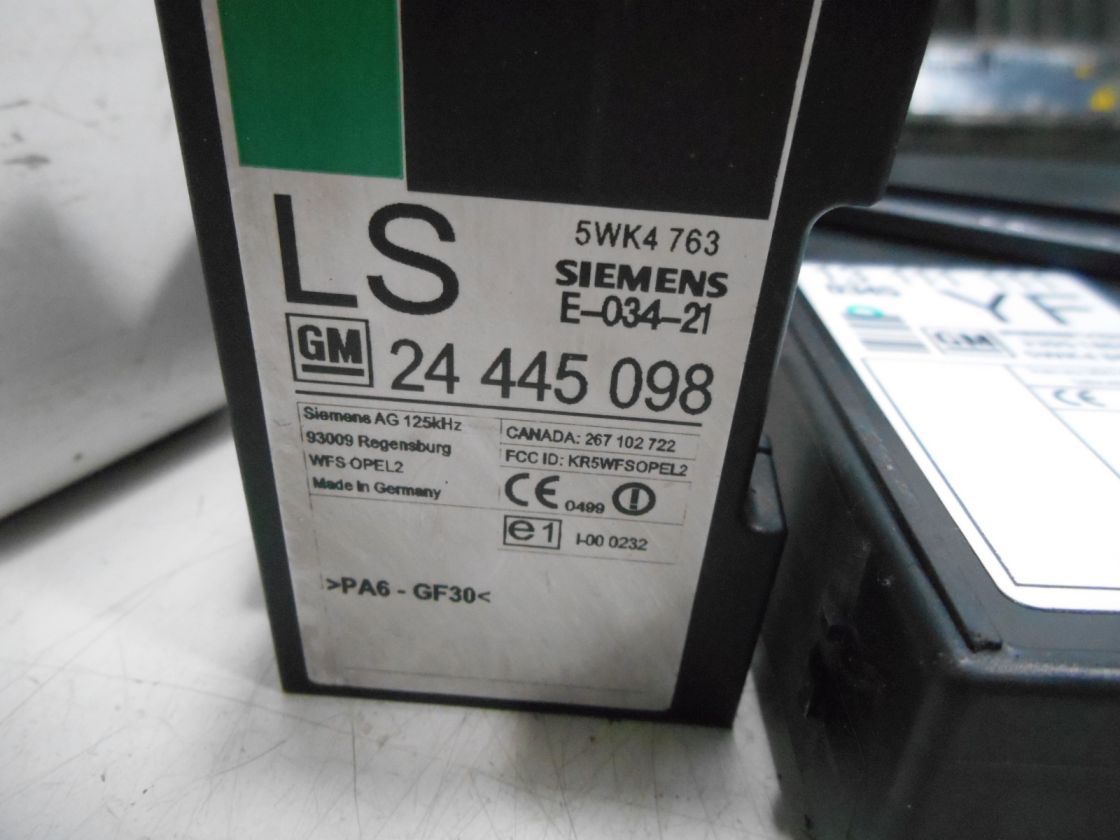 LS
5WK4 763
SIEMENS
E-034-21
GM 24 445 098
Siemens AG 125kHz
93009 Regensburg
WFS OPEL2
Made in Germany
CANADA: 267 102 722
FCC ID: KR5WFSOPEL2
CE 0499
e1 I-00 0232
>PA6 - GF30<
YF
GM
CE